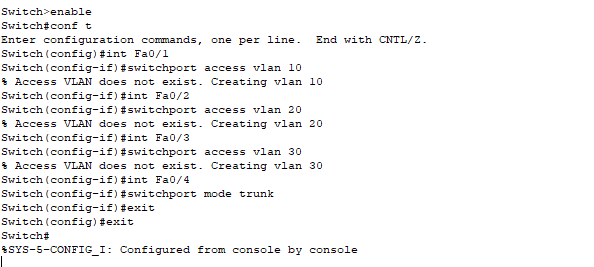 Switch>enable
Switch#conf t
Enter configuration commands, one per line.  End with CNTL/Z.
Switch(config)#int Fa0/1
Switch(config-if)#switchport access vlan 10
% Access VLAN does not exist. Creating vlan 10
Switch(config-if)#int Fa0/2
Switch(config-if)#switchport access vlan 20
% Access VLAN does not exist. Creating vlan 20
Switch(config-if)#int Fa0/3
Switch(config-if)#switchport access vlan 30
% Access VLAN does not exist. Creating vlan 30
Switch(config-if)#int Fa0/4
Switch(config-if)#switchport mode trunk
Switch(config-if)#exit
Switch(config)#exit
Switch#
%SYS-5-CONFIG_I: Configured from console by console